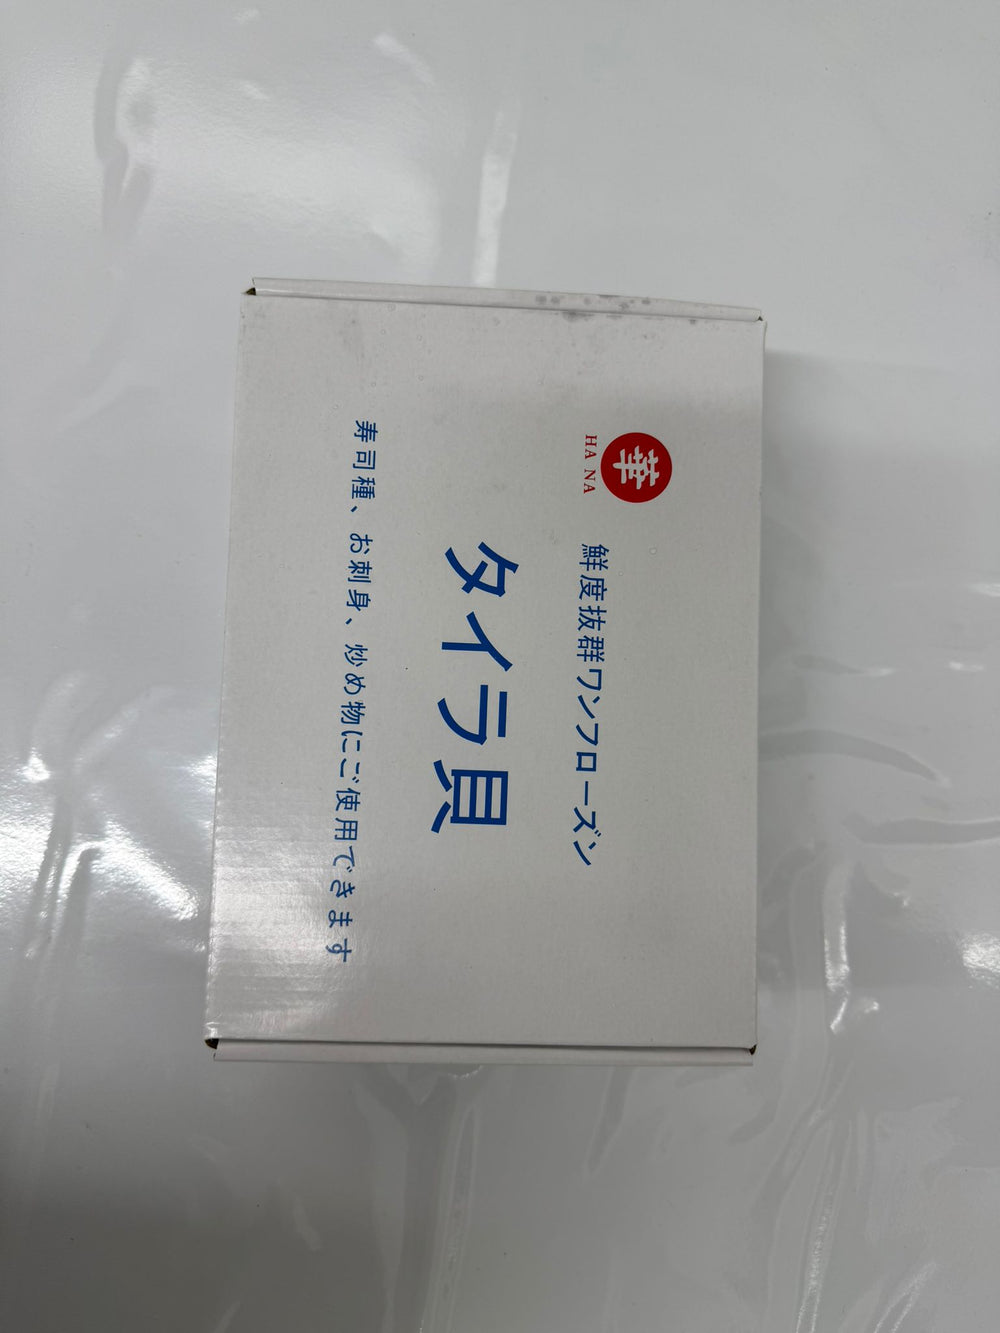 華
HA NA
鮮度抜群ワンフローズン
タイラ貝
寿司種、お刺身、炒め物にご使用できます